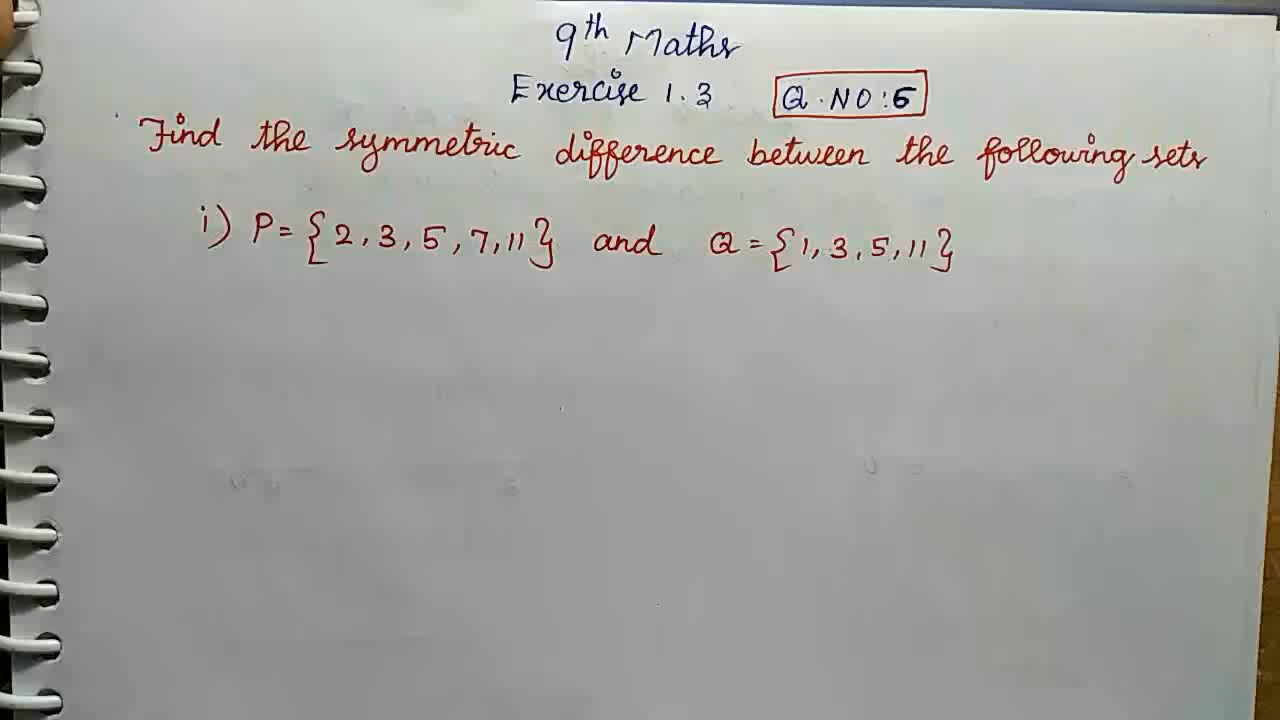 9th Maths
Exercise 1.3 Q.NO:6
Find the symmetric difference between the following sets
i) P = {2, 3, 5, 7, 11} and Q = {1, 3, 5, 11}